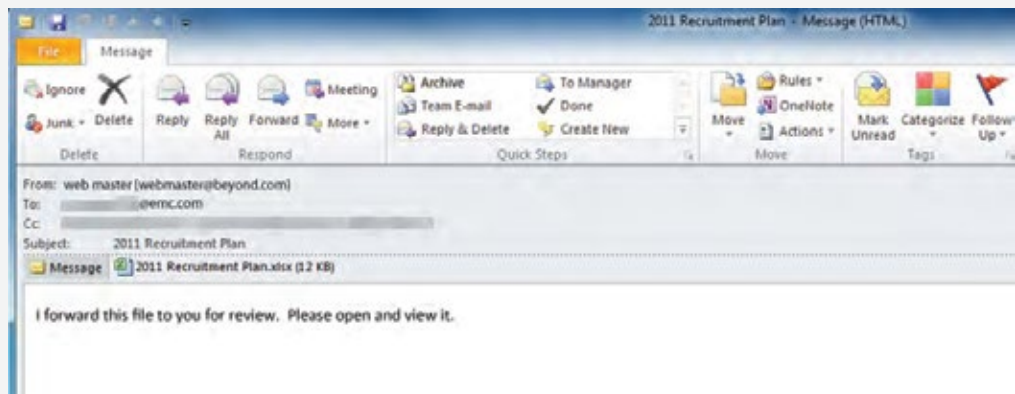 2011 Recruitment Plan - Message (HTML)
File Message
Ignore Delete Reply Reply All Forward Meeting Archive To Manager Move Rules Mark Unread Categorize Follow Up
Junk More Team E-mail Done OneNote
Reply & Delete Create New Actions
Delete Respond Quick Steps Move Tags
From: web master [webmaster@beyond.com]
To: @emc.com
Cc:
Subject: 2011 Recruitment Plan
Message 2011 Recruitment Plan.xlsx (12 KB)
I forward this file to you for review. Please open and view it.